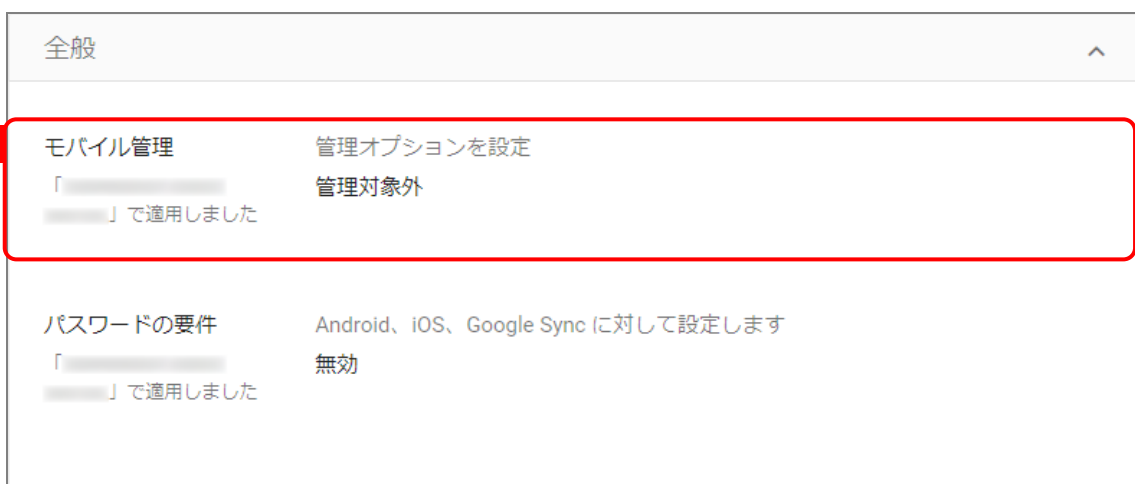 全般
モバイル管理 管理オプションを設定
「 管理対象外
」で適用しました
パスワードの要件 Android、iOS、Google Sync に対して設定します
「 無効
」で適用しました